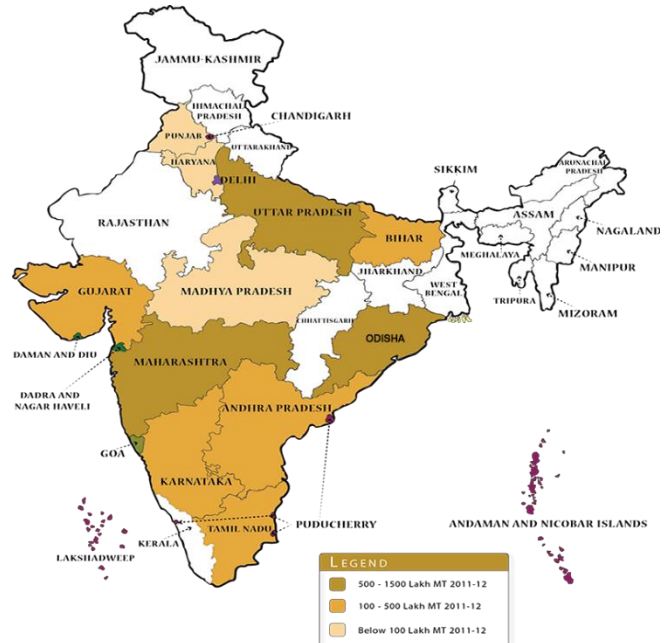 JAMMU-KASHMIR
HIMACHAL
PRADESH
CHANDIGARH
PUNJAB
UTTARAKHAND
HARYANA
DELHI
SIKKIM
ARUNACHAL
PRADESH
RAJASTHAN
UTTAR PRADESH
ASSAM
NAGALAND
BIHAR
MEGHALAYA
MANIPUR
JHARKHAND
GUJARAT
MADHYA PRADESH
WEST
BENGAL
TRIPURA
MIZORAM
CHHATTISGARH
ODISHA
DAMAN AND DIU
MAHARASHTRA
DADRA AND
NAGAR HAVELI
ANDHRA PRADESH
GOA
KARNATAKA
PUDUCHERRY
ANDAMAN AND NICOBAR ISLANDS
TAMIL NADU
KERALA
LAKSHADWEEP
LEGEND
500 - 1500 Lakh MT 2011-12
100 - 500 Lakh MT 2011-12
Below 100 Lakh MT 2011-12